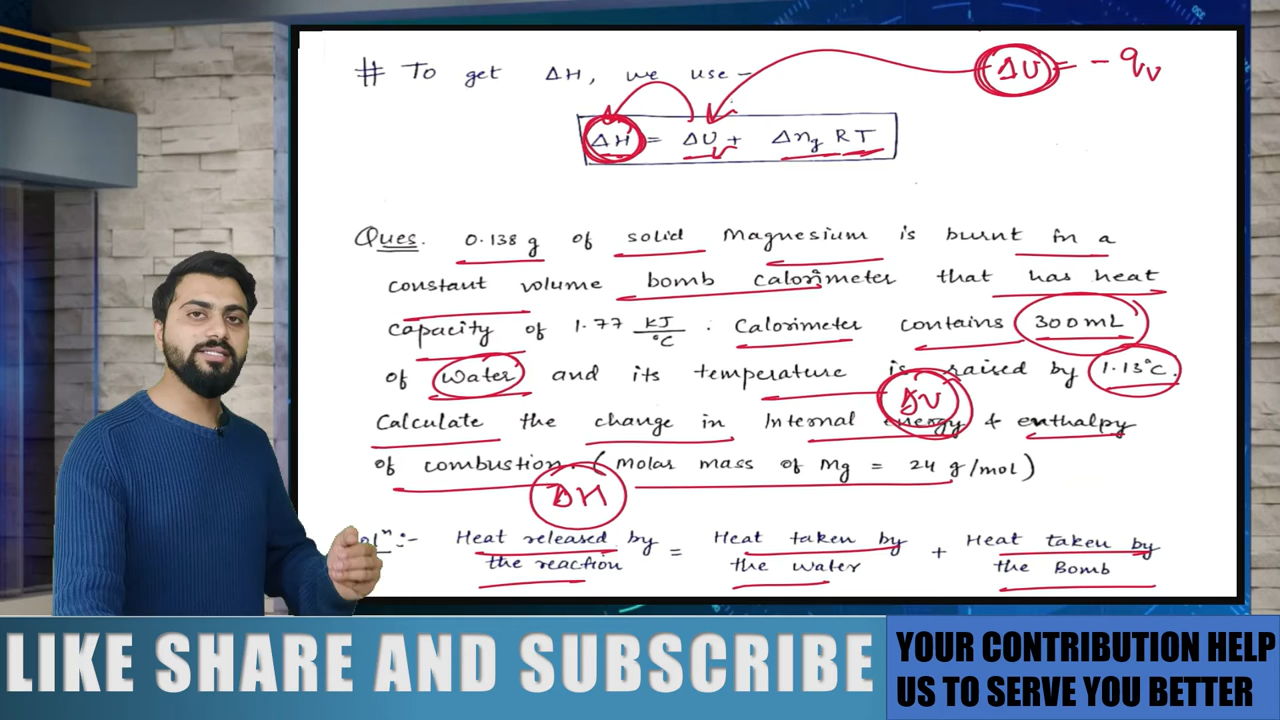 # To get ΔH, we use -
ΔU = - qv
ΔH = ΔU + Δng RT
Ques. 0.138 g of solid Magnesium is burnt in a
constant volume bomb calorimeter that has heat
capacity of 1.77 KJ/°C . Calorimeter contains 300mL
of Water and its temperature is raised by 1.13°C.
ΔU
Calculate the change in Internal energy & enthalpy
of combustion (Molar mass of Mg = 24 g/mol)
ΔH
Heat released by the reaction = Heat taken by the Water + Heat taken by the Bomb
LIKE SHARE AND SUBSCRIBE
YOUR CONTRIBUTION HELP
US TO SERVE YOU BETTER